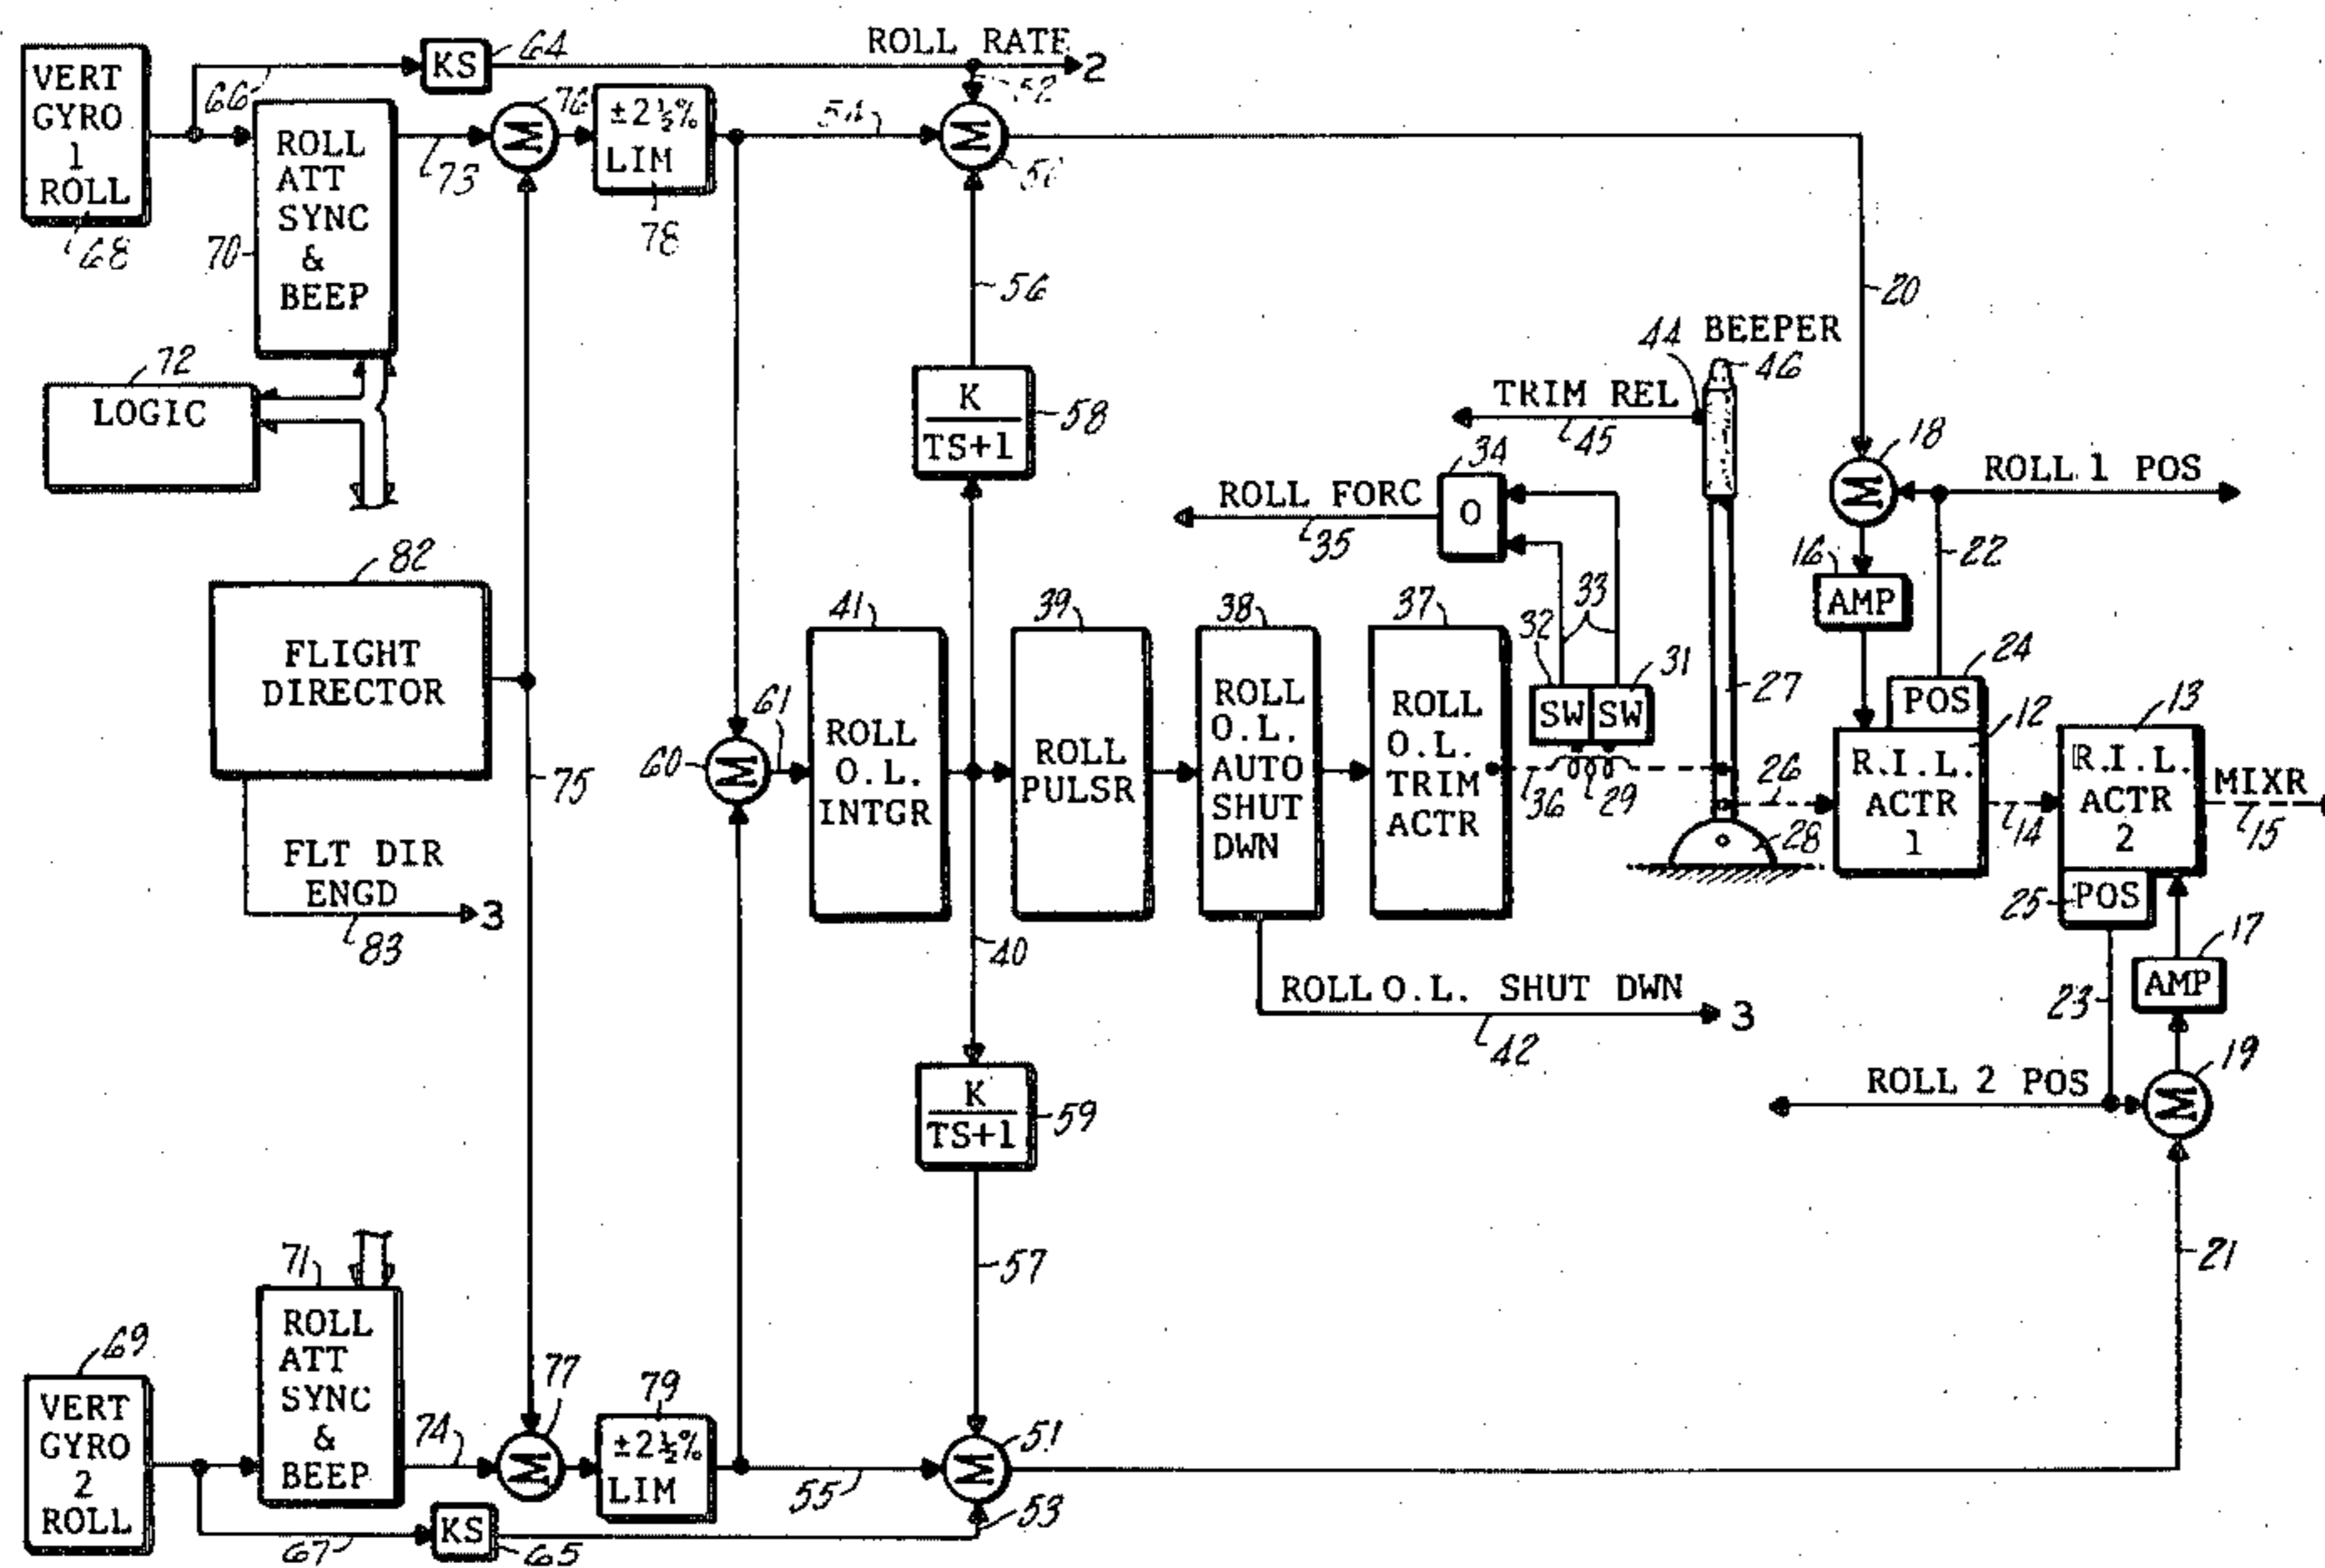 VERT
GYRO
1
ROLL
68
66
KS
64
ROLL RATE
2
52
ROLL
ATT
SYNC
&
BEEP
70
73
M
76
±2½%
LIM
78
54
M
20
72
LOGIC
56
K
TS+1
58
44
BEEPER
46
TRIM REL
45
34
O
ROLL FORC
35
33
32
SW
SW
31
27
M
18
ROLL 1 POS
22
16
AMP
24
POS
12
R.I.L.
ACTR
1
13
R.I.L.
ACTR
2
26
14
MIXR
15
25
POS
28
82
FLIGHT
DIRECTOR
75
FLT DIR
ENGD
3
83
60
M
61
41
ROLL
O.L.
INTGR
39
ROLL
PULSR
38
ROLL
O.L.
AUTO
SHUT
DWN
37
ROLL
O.L.
TRIM
ACTR
36
29
40
ROLL O.L. SHUT DWN
3
42
23
17
AMP
19
M
ROLL 2 POS
21
K
TS+1
59
57
71
ROLL
ATT
SYNC
&
BEEP
69
VERT
GYRO
2
ROLL
74
77
M
79
±2½%
LIM
55
M
51
53
67
KS
65